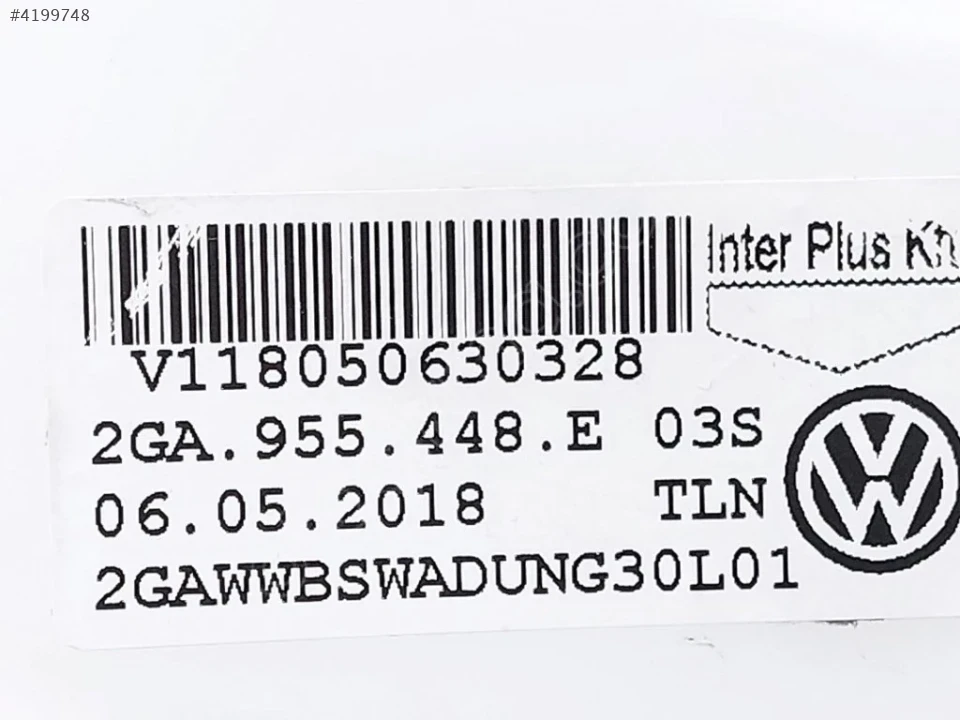 #4199748
Inter Plus
V118050630328
2GA.955.448.E 03S
06.05.2018 TLN
2GAWWBSWADUNG30L01